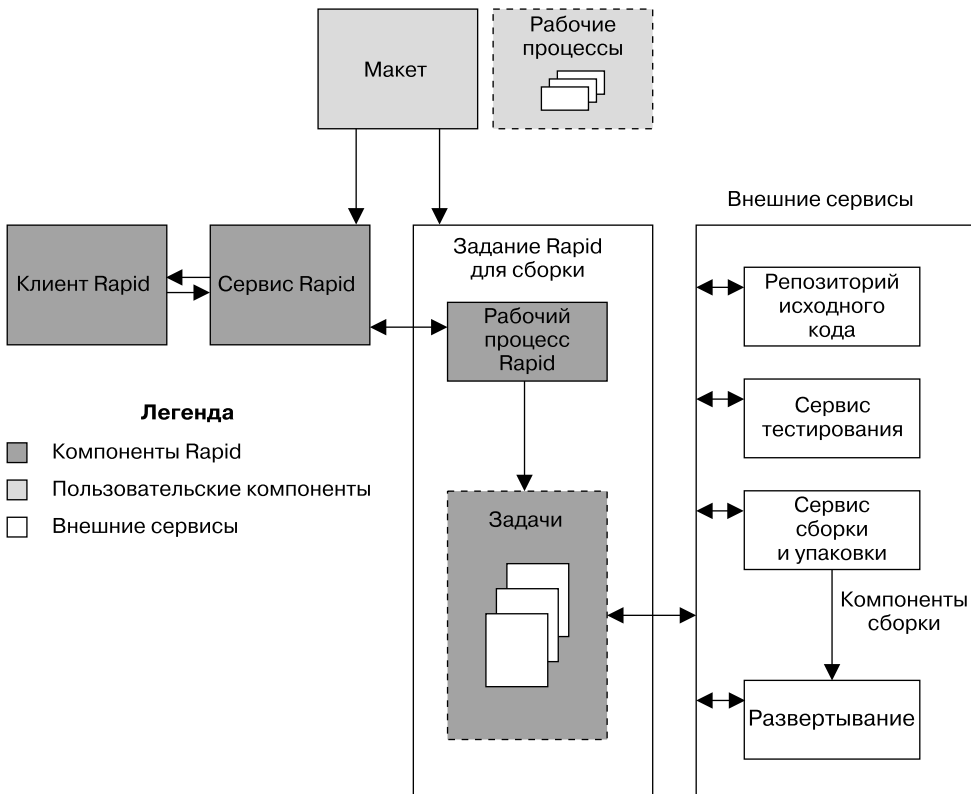 Макет
Рабочие
процессы
Клиент Rapid
Сервис Rapid
Задание Rapid
для сборки
Рабочий
процесс
Rapid
Задачи
Внешние сервисы
Репозиторий
исходного
кода
Сервис
тестирования
Сервис
сборки
и упаковки
Компоненты
сборки
Развертывание
Легенда
Компоненты Rapid
Пользовательские компоненты
Внешние сервисы